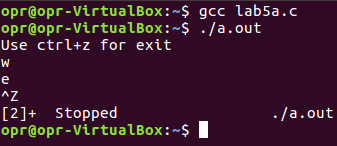 opr@opr-VirtualBox:~$ gcc lab5a.c
opr@opr-VirtualBox:~$ ./a.out
Use ctrl+z for exit
w
e
^Z
[2]+  Stopped                 ./a.out
opr@opr-VirtualBox:~$